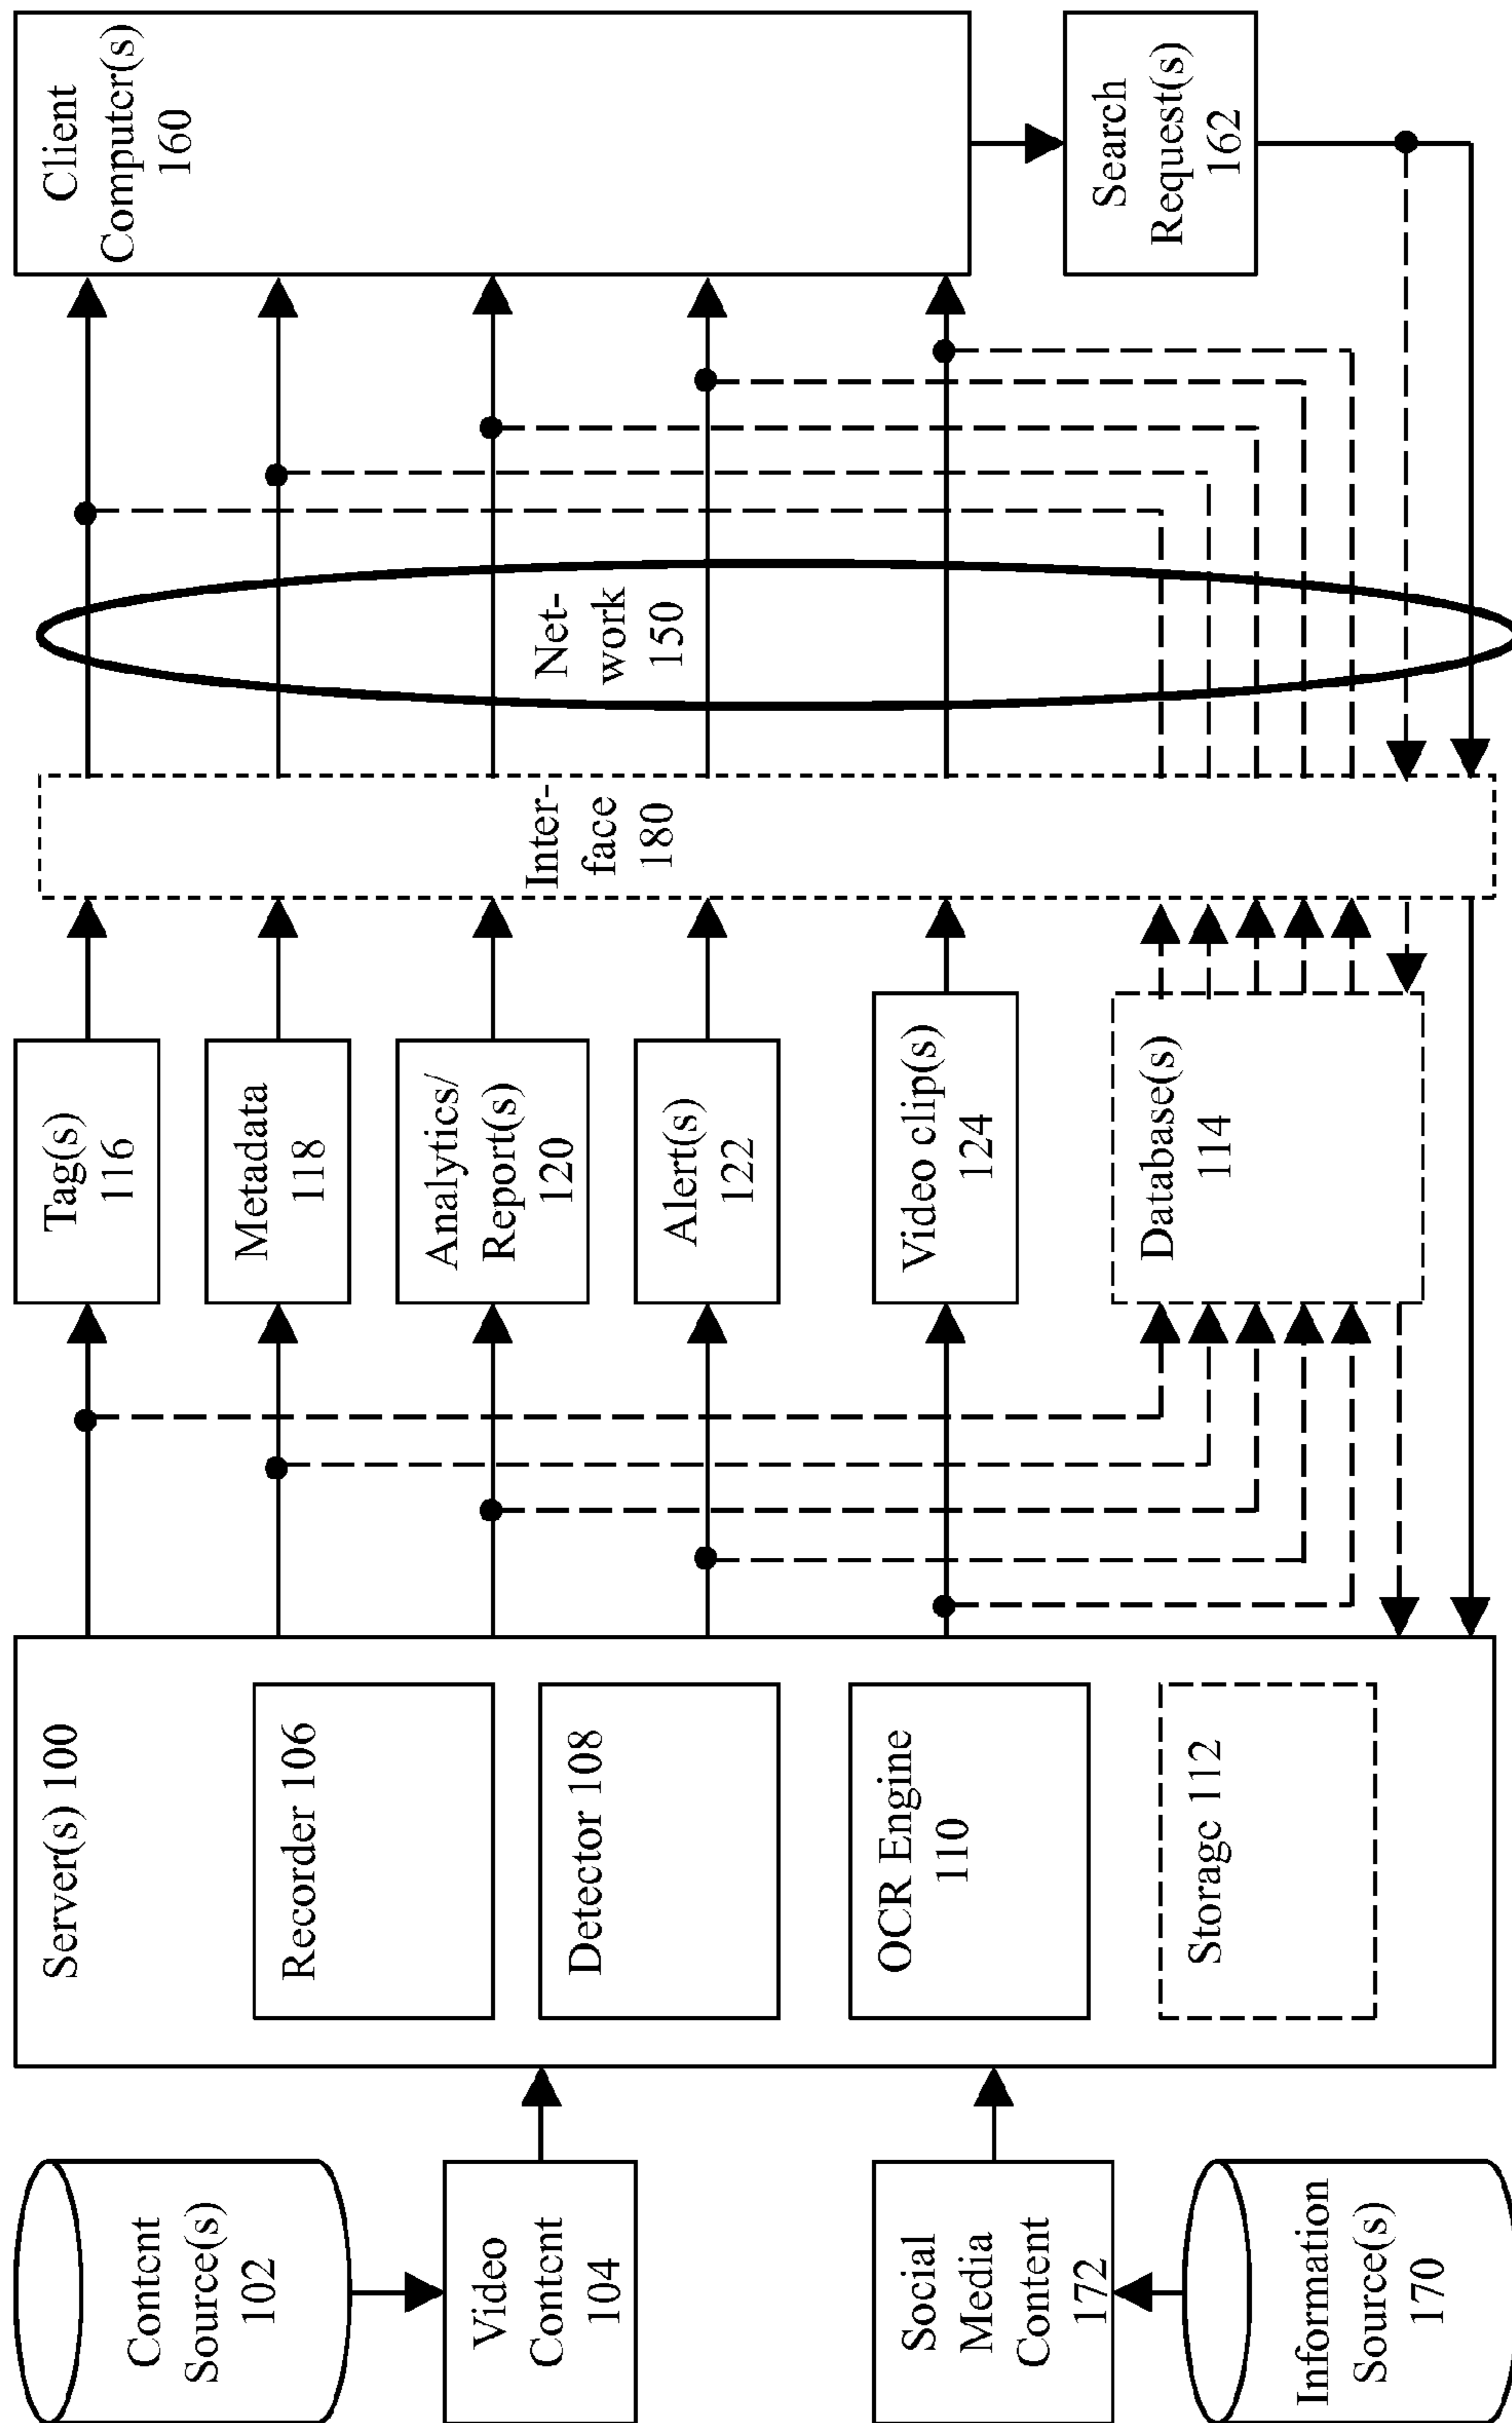 Content
Source(s)
102
Video
Content
104
Social
Media
Content
172
Information
Source(s)
170
Server(s) 100
Recorder 106
Detector 108
OCR Engine
110
Storage 112
Tag(s)
116
Metadata
118
Analytics/
Report(s)
120
Alert(s)
122
Video clip(s)
124
Database(s)
114
Inter-
face
180
Net-
work
150
Client
Computer(s)
160
Search
Request(s)
162